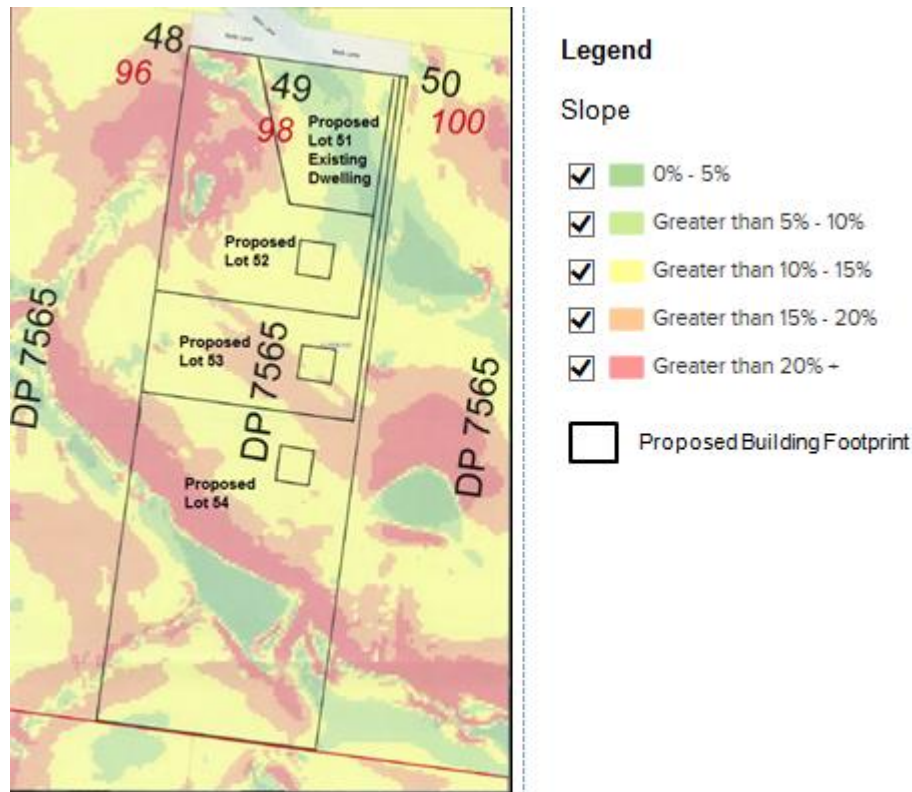 48
96
49
98
50
100
Proposed
Lot 51
Existing
Dwelling
Proposed
Lot 52
Proposed
Lot 53
Proposed
Lot 54
DP 7565
DP 7565
DP 7565
Legend
Slope
0% - 5%
Greater than 5% - 10%
Greater than 10% - 15%
Greater than 15% - 20%
Greater than 20% +
Proposed Building Footprint